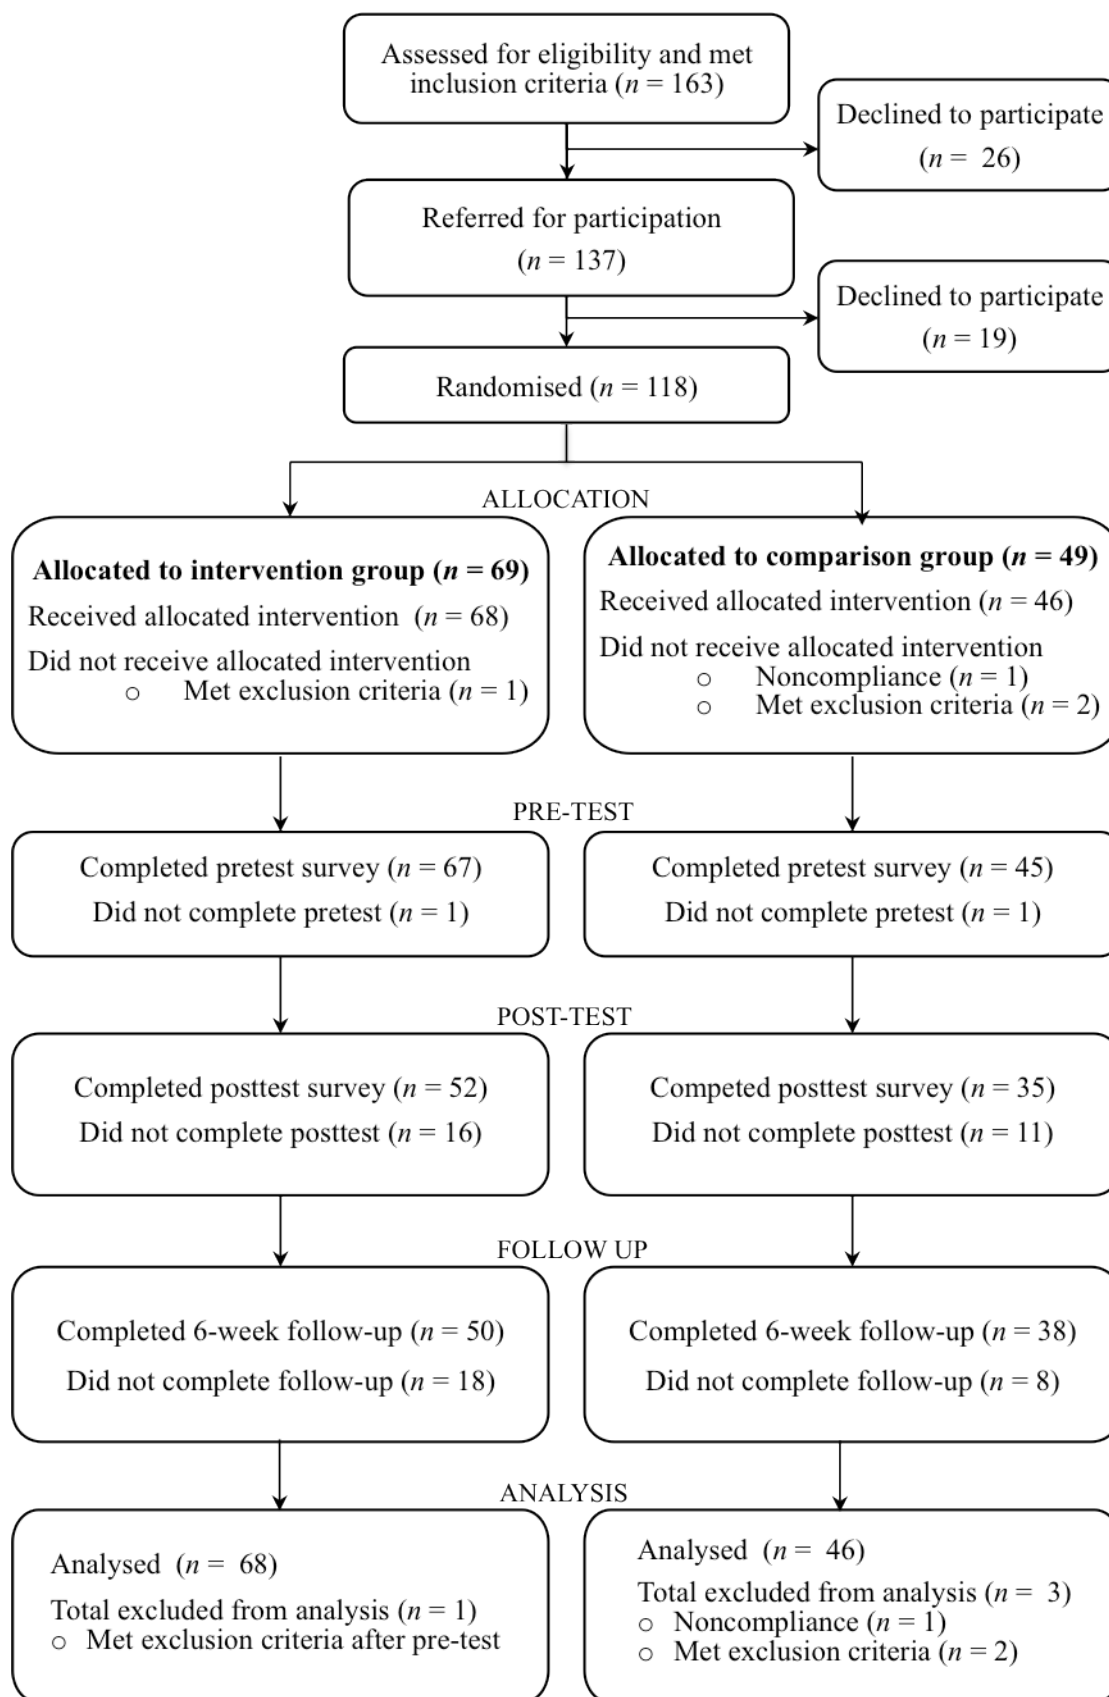 Assessed for eligibility and met
inclusion criteria (n = 163)
Declined to participate
(n = 26)
Referred for participation
(n = 137)
Declined to participate
(n = 19)
Randomised (n = 118)
ALLOCATION
Allocated to intervention group (n = 69)
Received allocated intervention (n = 68)
Did not receive allocated intervention
o Met exclusion criteria (n = 1)
Allocated to comparison group (n = 49)
Received allocated intervention (n = 46)
Did not receive allocated intervention
o Noncompliance (n = 1)
o Met exclusion criteria (n = 2)
PRE-TEST
Completed pretest survey (n = 67)
Did not complete pretest (n = 1)
Completed pretest survey (n = 45)
Did not complete pretest (n = 1)
POST-TEST
Completed posttest survey (n = 52)
Did not complete posttest (n = 16)
Competed posttest survey (n = 35)
Did not complete posttest (n = 11)
FOLLOW UP
Completed 6-week follow-up (n = 50)
Did not complete follow-up (n = 18)
Completed 6-week follow-up (n = 38)
Did not complete follow-up (n = 8)
ANALYSIS
Analysed (n = 68)
Total excluded from analysis (n = 1)
o Met exclusion criteria after pre-test
Analysed (n = 46)
Total excluded from analysis (n = 3)
o Noncompliance (n = 1)
o Met exclusion criteria (n = 2)